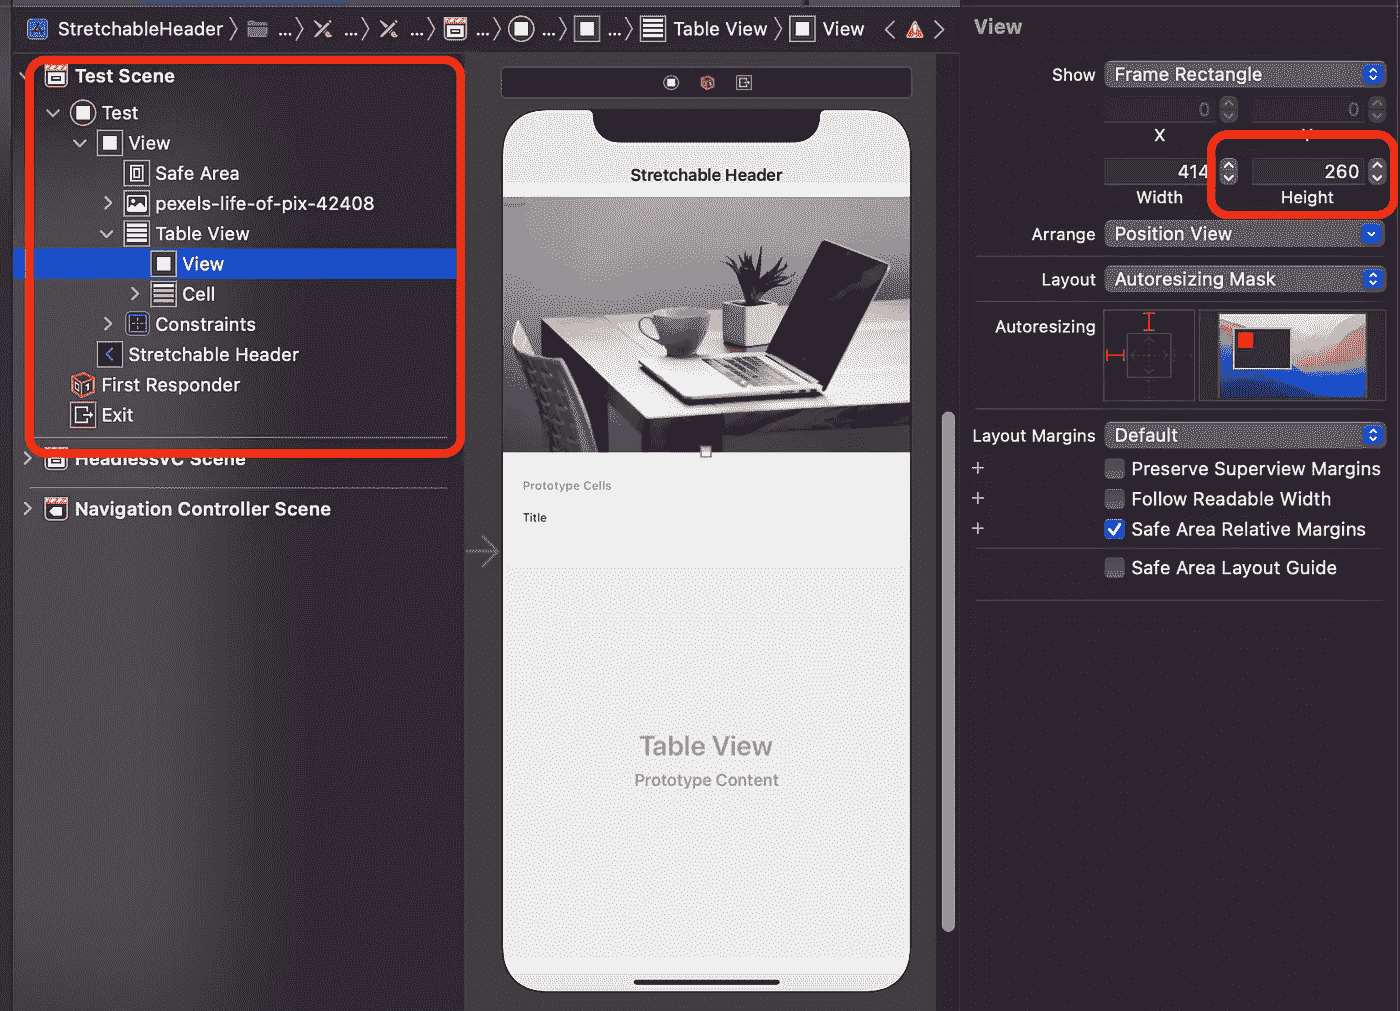 StretchableHeader 〉 ... 〉 ... 〉 ... 〉 ... 〉 ... 〉 ... 〉 Table View 〉 View
Test Scene
Test
View
Safe Area
pexels-life-of-pix-42408
Table View
View
Cell
Constraints
Stretchable Header
First Responder
Exit
HeadlessVC Scene
Navigation Controller Scene
Stretchable Header
Prototype Cells
Title
Table View
Prototype Content
View
Show Frame Rectangle
0 0
X Y
414 260
Width Height
Arrange Position View
Layout Autoresizing Mask
Autoresizing
Layout Margins Default
+ Preserve Superview Margins
+ Follow Readable Width
+ Safe Area Relative Margins
Safe Area Layout Guide